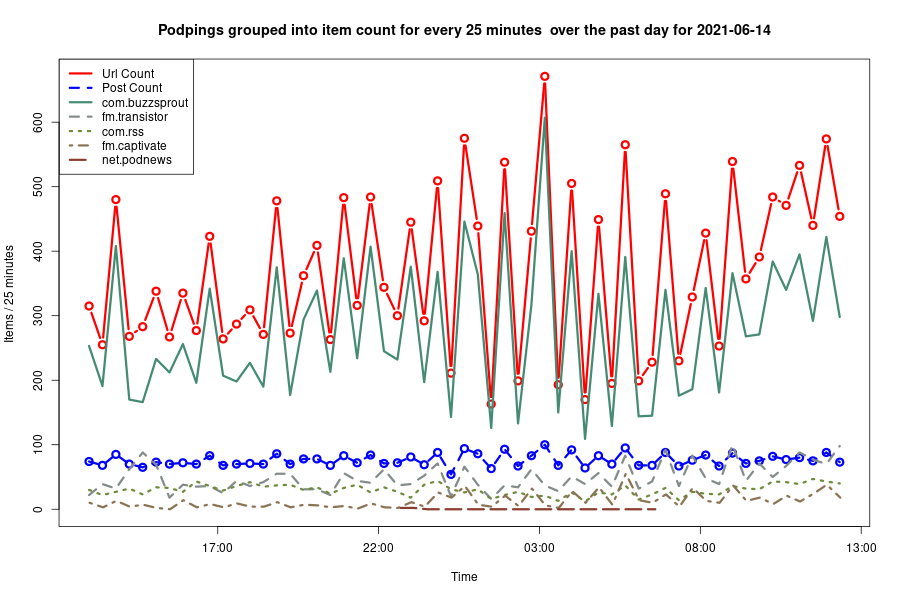 Podpings grouped into item count for every 25 minutes  over the past day for 2021-06-14
Url Count
Post Count
com.buzzsprout
fm.transistor
com.rss
fm.captivate
net.podnews
Items / 25 minutes
600
500
400
300
200
100
0
17:00
22:00
03:00
08:00
13:00
Time